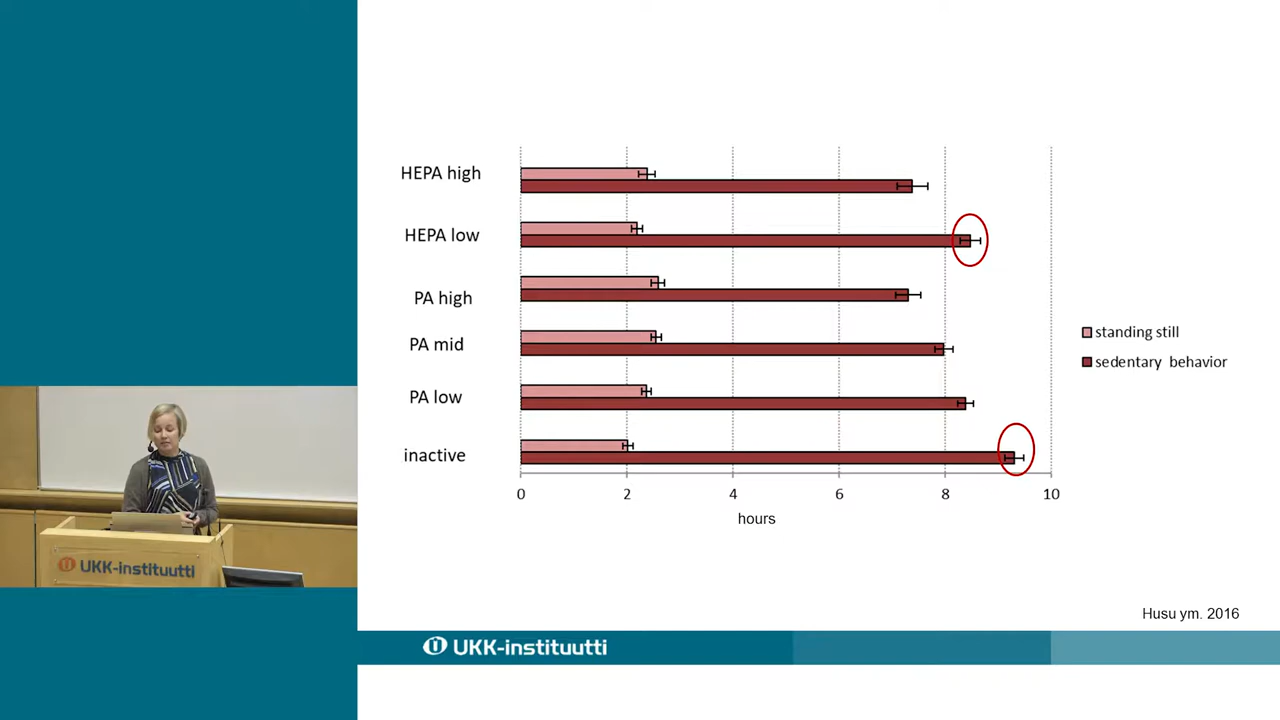 HEPA high
HEPA low
PA high
PA mid
PA low
inactive
0 2 4 6 8 10
hours
standing still
sedentary behavior
Husu ym. 2016
UKK-instituutti
UKK-instituutti